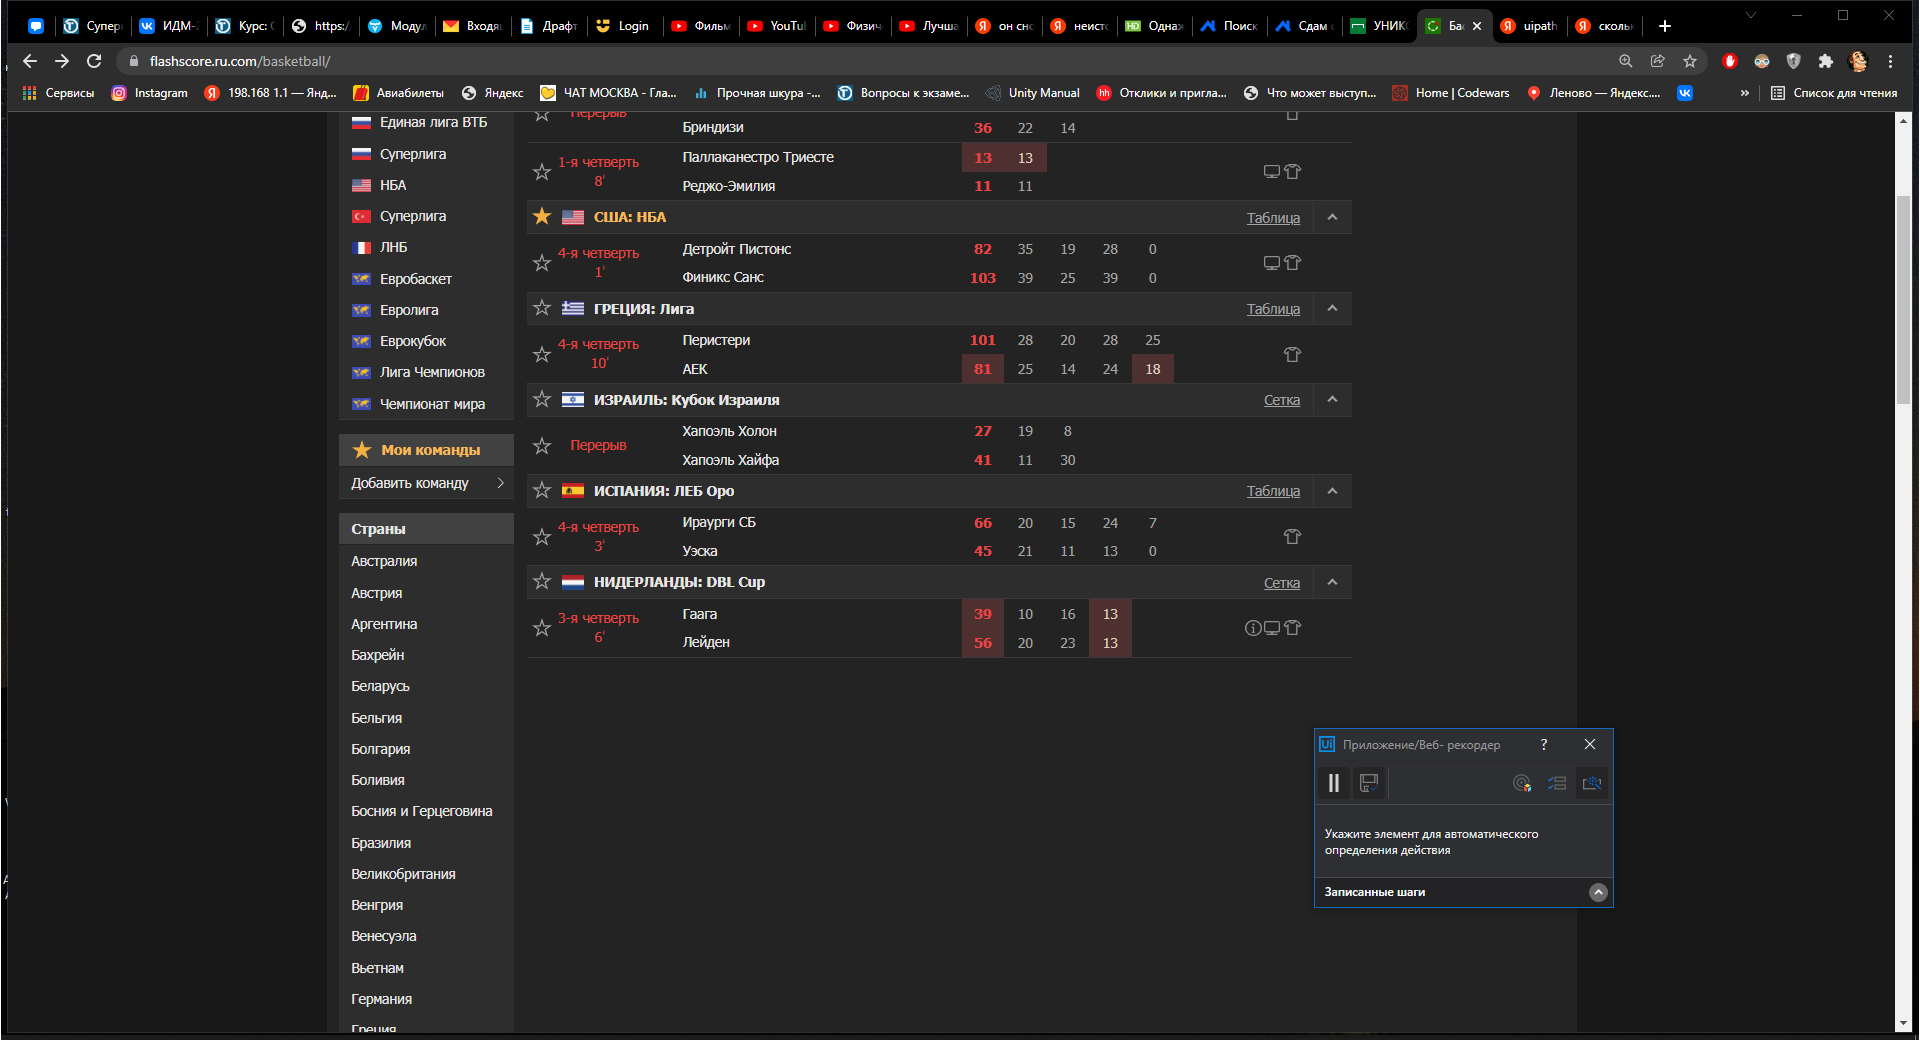 Супер
ИДМ-
Курс: С
https:/
Модул
Входящ
Драфт
Login
Фильм
YouTu
Физич
Лучша
он сно
неисто
Однаж
Поиск
Сдам с
УНИК
Бас
uipath
скольк
flashscore.ru.com/basketball/
Сервисы
Instagram
198.168 1.1 — Янд...
Авиабилеты
Яндекс
ЧАТ МОСКВА - Гла...
Прочная шкура -...
Вопросы к экзаме...
Unity Manual
Отклики и пригла...
Что может выступ...
Home | Codewars
Леново — Яндекс....
»
Список для чтения
Единая лига ВТБ
Суперлига
НБА
Суперлига
ЛНБ
Евробаскет
Евролига
Еврокубок
Лига Чемпионов
Чемпионат мира
Мои команды
Добавить команду
Страны
Австралия
Австрия
Аргентина
Бахрейн
Беларусь
Бельгия
Болгария
Боливия
Босния и Герцеговина
Бразилия
Великобритания
Венгрия
Венесуэла
Вьетнам
Германия
Греция
Перерыв
Бриндизи 36 22 14
1-я четверть
8'
Паллаканестро Триесте 13 13
Реджо-Эмилия 11 11
США: НБА Таблица
4-я четверть
1'
Детройт Пистонс 82 35 19 28 0
Финикс Санс 103 39 25 39 0
ГРЕЦИЯ: Лига Таблица
4-я четверть
10'
Перистери 101 28 20 28 25
АЕК 81 25 14 24 18
ИЗРАИЛЬ: Кубок Израиля Сетка
Перерыв
Хапоэль Холон 27 19 8
Хапоэль Хайфа 41 11 30
ИСПАНИЯ: ЛЕБ Оро Таблица
4-я четверть
3'
Ираурги СБ 66 20 15 24 7
Уэска 45 21 11 13 0
НИДЕРЛАНДЫ: DBL Cup Сетка
3-я четверть
6'
Гаага 39 10 16 13
Лейден 56 20 23 13
Ui Приложение/Веб- рекордер ?
Укажите элемент для автоматического
определения действия
Записанные шаги